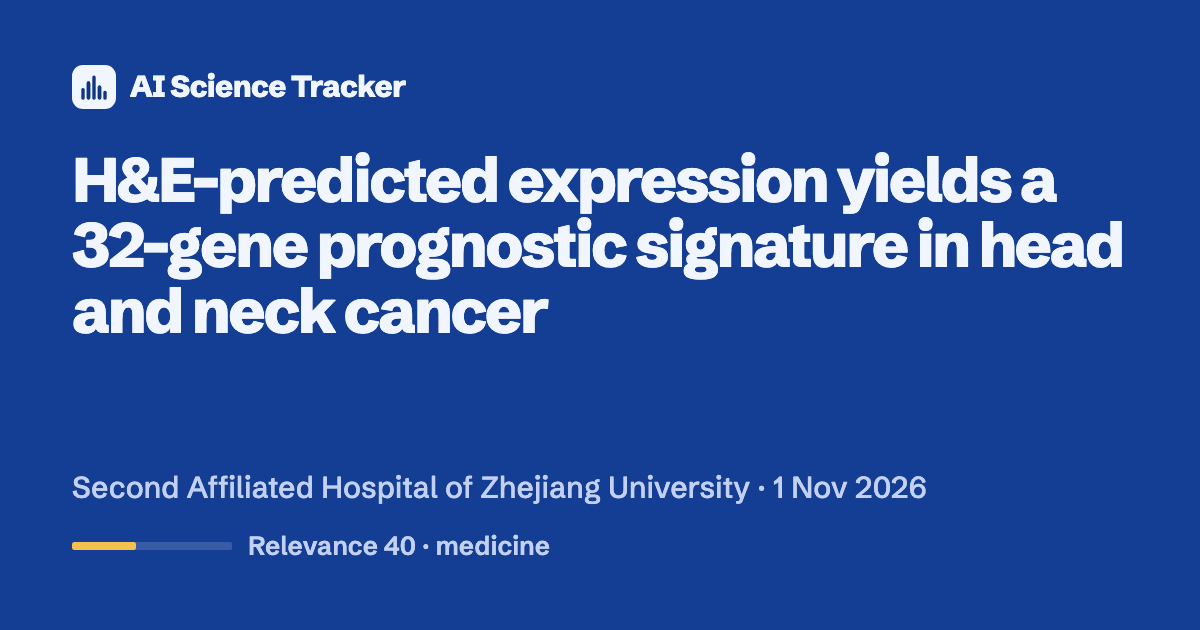 AI Science Tracker
H&E-predicted expression yields a
32-gene prognostic signature in head
and neck cancer
Second Affiliated Hospital of Zhejiang University · 1 Nov 2026
Relevance 40 · medicine